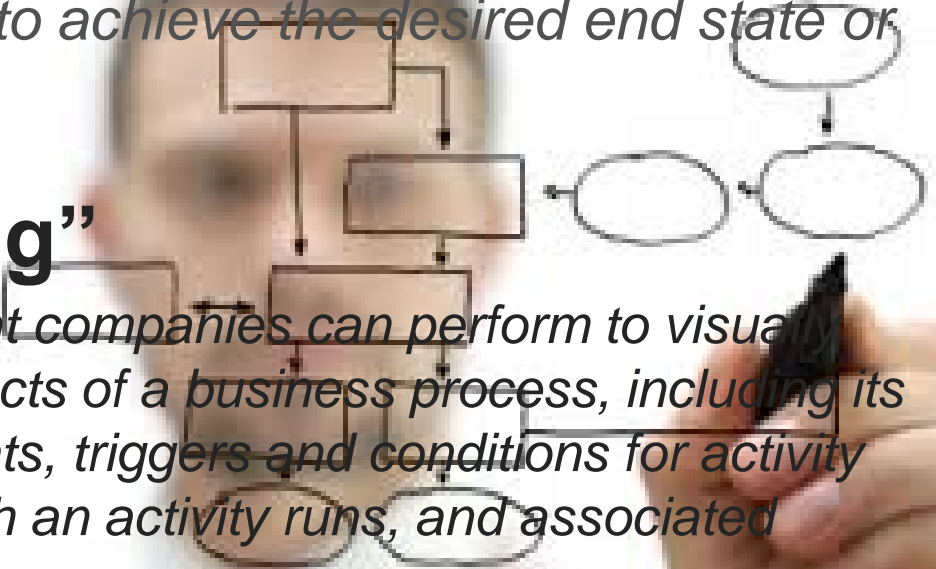 to achieve the desired end state or
g”
t companies can perform to visually
cts of a business process, including its
ts, triggers and conditions for activity
h an activity runs, and associated